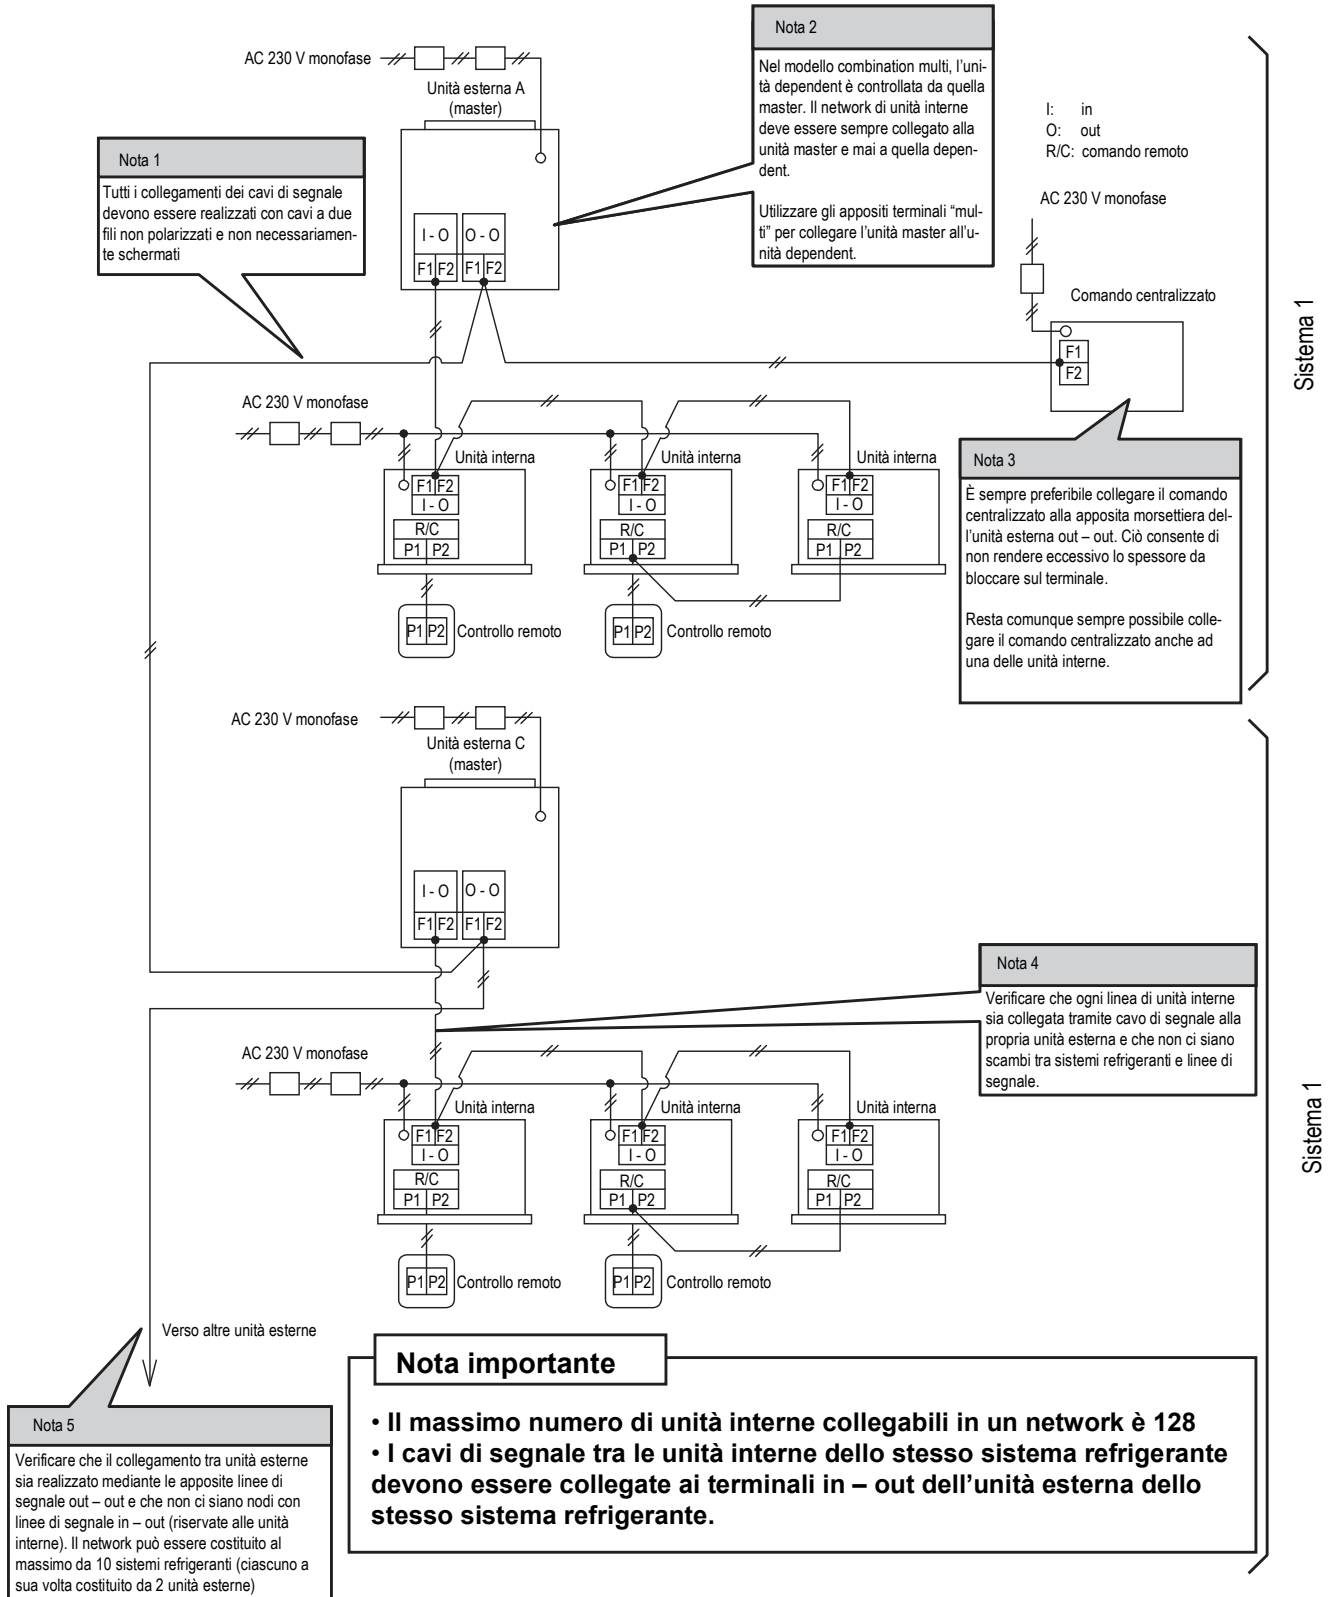 Nota 2
Nel modello combination multi, l'uni-
tà dependent è controllata da quella
master. Il network di unità interne
deve essere sempre collegato alla
unità master e mai a quella depen-
dent.
Utilizzare gli appositi terminali "mul-
ti" per collegare l'unità master all'u-
nità dependent.
AC 230 V monofase
Unità esterna A
(master)
I: in
O: out
R/C: comando remoto
Nota 1
Tutti i collegamenti dei cavi di segnale
devono essere realizzati con cavi a due
fili non polarizzati e non necessariamen-
te schermati
AC 230 V monofase
I - O O - O
F1 F2 F1 F2
Comando centralizzato
F1
F2
Sistema 1
AC 230 V monofase
Unità interna Unità interna Unità interna
F1 F2 F1 F2 F1 F2
I - O I - O I - O
R/C R/C R/C
P1 P2 P1 P2 P1 P2
P1 P2 Controllo remoto P1 P2 Controllo remoto
Nota 3
È sempre preferibile collegare il comando
centralizzato alla apposita morsettiera del-
l'unità esterna out – out. Ciò consente di
non rendere eccessivo lo spessore da
bloccare sul terminale.
Resta comunque sempre possibile colle-
gare il comando centralizzato anche ad
una delle unità interne.
AC 230 V monofase
Unità esterna C
(master)
I - O O - O
F1 F2 F1 F2
Nota 4
Verificare che ogni linea di unità interne
sia collegata tramite cavo di segnale alla
propria unità esterna e che non ci siano
scambi tra sistemi refrigeranti e linee di
segnale.
AC 230 V monofase
Unità interna Unità interna Unità interna
F1 F2 F1 F2 F1 F2
I - O I - O I - O
R/C R/C R/C
P1 P2 P1 P2 P1 P2
P1 P2 Controllo remoto P1 P2 Controllo remoto
Sistema 1
Verso altre unità esterne
Nota importante
• Il massimo numero di unità interne collegabili in un network è 128
• I cavi di segnale tra le unità interne dello stesso sistema refrigerante
devono essere collegate ai terminali in – out dell'unità esterna dello
stesso sistema refrigerante.
Nota 5
Verificare che il collegamento tra unità esterne
sia realizzato mediante le apposite linee di
segnale out – out e che non ci siano nodi con
linee di segnale in – out (riservate alle unità
interne). Il network può essere costituito al
massimo da 10 sistemi refrigeranti (ciascuno a
sua volta costituito da 2 unità esterne)